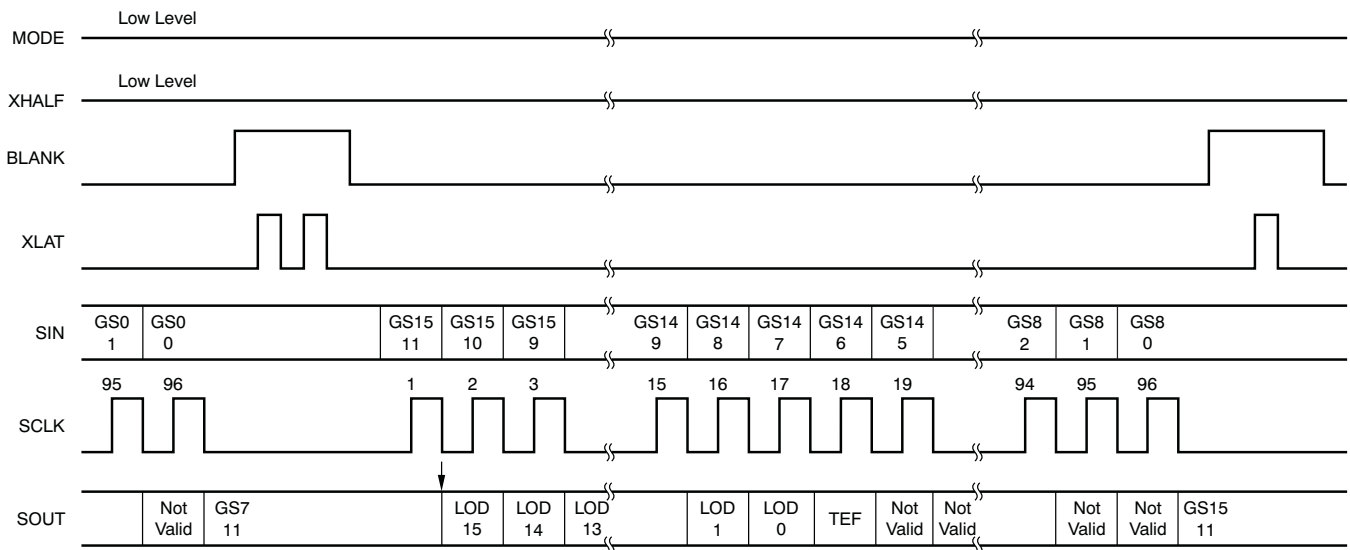 Low Level
MODE
Low Level
XHALF
BLANK
XLAT
SIN
GS0 1
GS0 0
GS15 11
GS15 10
GS15 9
GS14 9
GS14 8
GS14 7
GS14 6
GS14 5
GS8 2
GS8 1
GS8 0
95 96 1 2 3 15 16 17 18 19 94 95 96
SCLK
SOUT
Not Valid
GS7 11
LOD 15
LOD 14
LOD 13
LOD 1
LOD 0
TEF
Not Valid
Not Valid
Not Valid
Not Valid
GS15 11